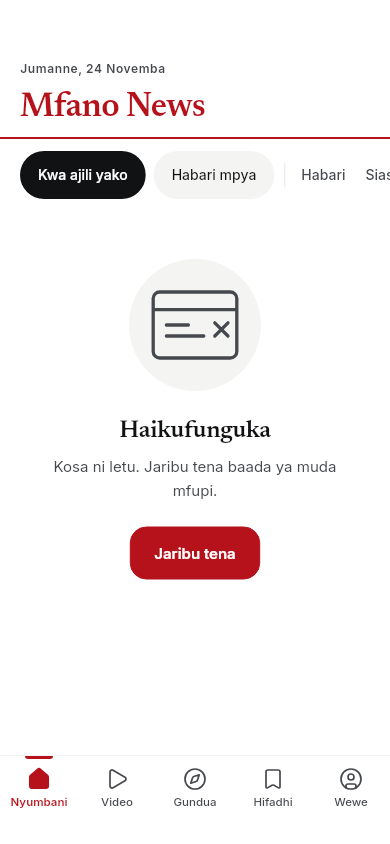 Jumanne, 24 Novemba
Mfano News
Kwa ajili yako
Habari mpya
Habari
Haikufunguka
Kosa ni letu. Jaribu tena baada ya muda
mfupi.
Jaribu tena
Nyumbani
Video
Gundua
Hifadhi
Wewe